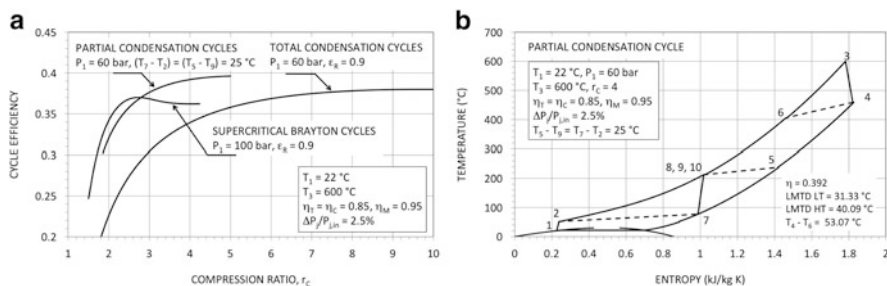 a
0.45
0.4
0.35
0.3
0.25
0.2
CYCLE EFFICIENCY
PARTIAL CONDENSATION CYCLES
P1 = 60 bar, (T7 - T2) = (T5 - T9) = 25 °C
TOTAL CONDENSATION CYCLES
P1 = 60 bar, εR = 0.9
SUPERCRITICAL BRAYTON CYCLES
P1 = 100 bar, εR = 0.9
T1 = 22 °C
T3 = 600 °C
ηT = ηC = 0.85, ηM = 0.95
ΔPj/Pj,in = 2.5%
1 2 3 4 5 6 7 8 9 10
COMPRESSION RATIO, rC
b
700
600
500
400
300
200
100
0
TEMPERATURE (°C)
PARTIAL CONDENSATION CYCLE
T1 = 22 °C, P1 = 60 bar
T3 = 600 °C, rC = 4
ηT = ηC = 0.85, ηM = 0.95
ΔPj/Pj,in = 2.5%
T5 - T9 = T7 - T2 = 25 °C
3
4
6
5
8, 9, 10
7
2
1
η = 0.392
LMTD LT = 31.33 °C
LMTD HT = 40.09 °C
T4 - T6 = 53.07 °C
0 0.2 0.4 0.6 0.8 1 1.2 1.4 1.6 1.8 2
ENTROPY (kJ/kg K)